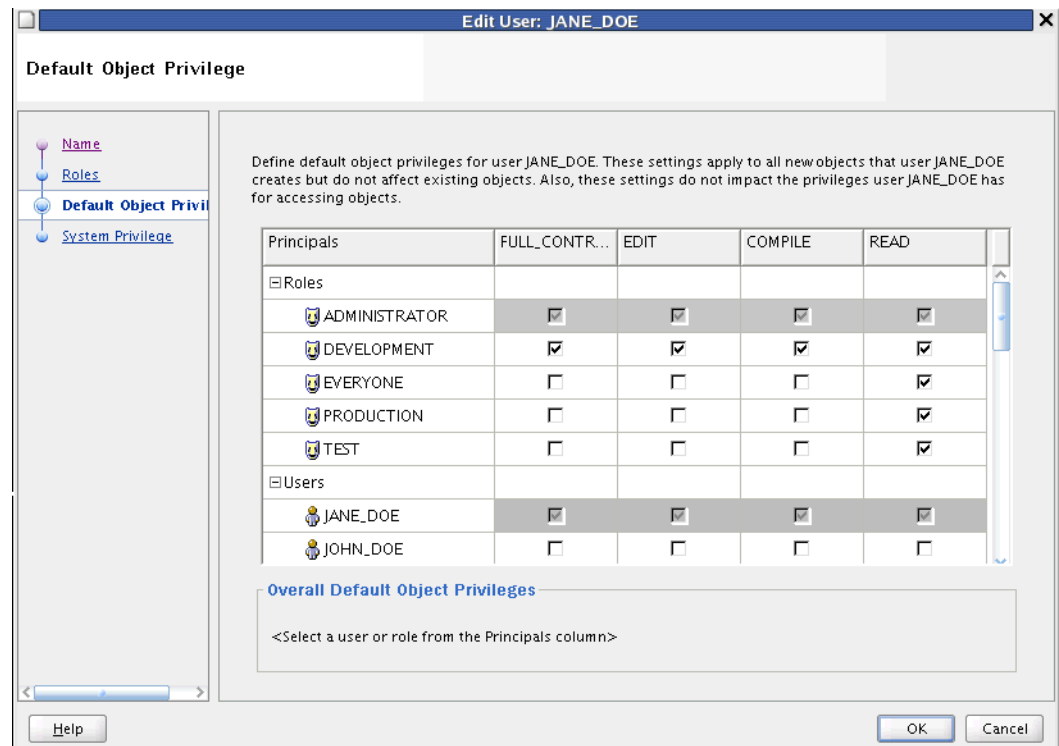 Edit User: JANE_DOE
Default Object Privilege
Name
Roles
Default Object Privil
System Privilege
Define default object privileges for user JANE_DOE. These settings apply to all new objects that user JANE_DOE
creates but do not affect existing objects. Also, these settings do not impact the privileges user JANE_DOE has
for accessing objects.
Principals FULL_CONTR... EDIT COMPILE READ
Roles
ADMINISTRATOR
DEVELOPMENT
EVERYONE
PRODUCTION
TEST
Users
JANE_DOE
JOHN_DOE
Overall Default Object Privileges
<Select a user or role from the Principals column>
Help OK Cancel